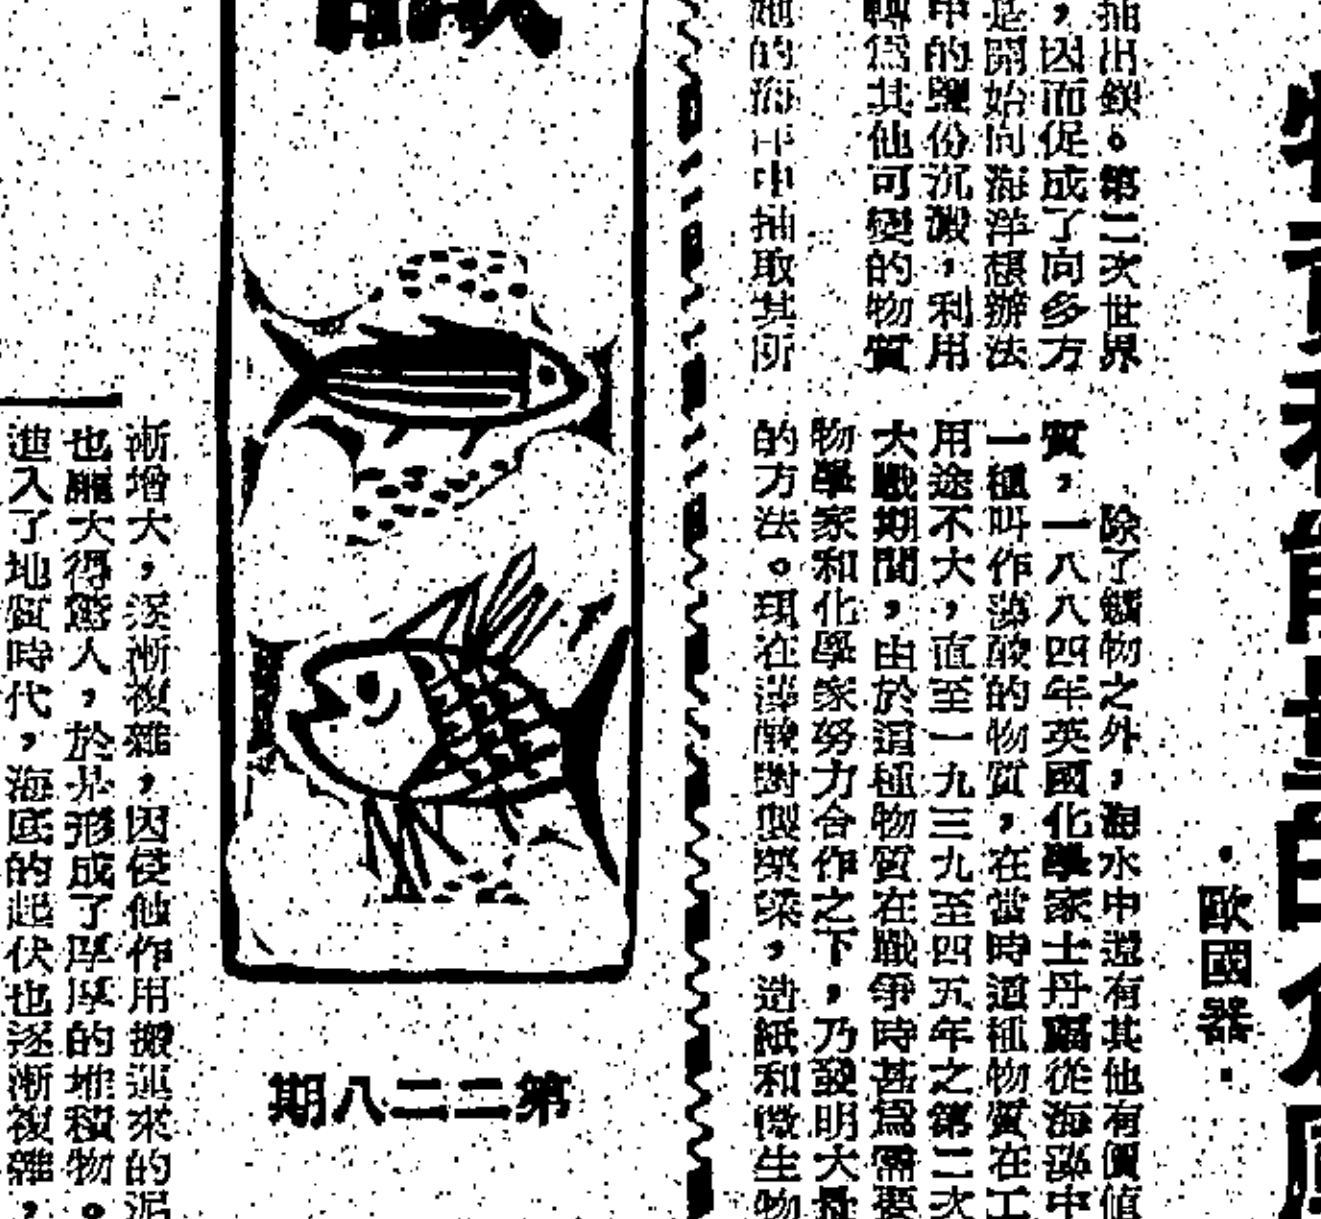 歐國器
抽出鎂。第二次世界
，因而促成了向多方
是開始向海洋想辦法
中的鹽份沉澱，利用
轉爲其他可變的物質
中抽取其所
除了鑛物之外，海水中還有其他有價值
質，一八八四年英國化學家士丹福從海藻中
一種叫作藻酸的物質，在當時這種物質在工
用途不大，直至一九三九至四五年之第二次
大戰期間，由於這種物質在戰爭時甚爲需要
物學家和化學家努力合作之下，乃發明大量
的方法。現在藻酸對製藥業，造紙和微生物
第二二八期
漸增大，逐漸複雜，因侵蝕作用搬運來的泥
也龐大得驚人，於是形成了厚厚的堆積物。
進入了地質時代，海底的起伏也逐漸複雜，